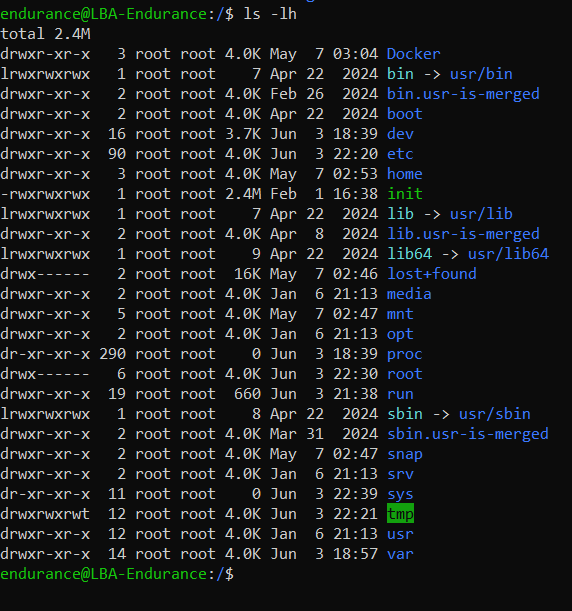 endurance@LBA-Endurance:/$ ls -lh
total 2.4M
drwxr-xr-x   3 root root 4.0K May  7 03:04 Docker
lrwxrwxrwx   1 root root    7 Apr 22  2024 bin -> usr/bin
drwxr-xr-x   2 root root 4.0K Feb 26  2024 bin.usr-is-merged
drwxr-xr-x   2 root root 4.0K Apr 22  2024 boot
drwxr-xr-x  16 root root 3.7K Jun  3 18:39 dev
drwxr-xr-x  90 root root 4.0K Jun  3 22:20 etc
drwxr-xr-x   3 root root 4.0K May  7 02:53 home
-rwxrwxrwx   1 root root 2.4M Feb  1 16:38 init
lrwxrwxrwx   1 root root    7 Apr 22  2024 lib -> usr/lib
drwxr-xr-x   2 root root 4.0K Apr  8  2024 lib.usr-is-merged
lrwxrwxrwx   1 root root    9 Apr 22  2024 lib64 -> usr/lib64
drwx------   2 root root  16K May  7 02:46 lost+found
drwxr-xr-x   2 root root 4.0K Jan  6 21:13 media
drwxr-xr-x   5 root root 4.0K May  7 02:47 mnt
drwxr-xr-x   2 root root 4.0K Jan  6 21:13 opt
dr-xr-xr-x 290 root root    0 Jun  3 18:39 proc
drwx------   6 root root 4.0K Jun  3 22:30 root
drwxr-xr-x  19 root root  660 Jun  3 21:38 run
lrwxrwxrwx   1 root root    8 Apr 22  2024 sbin -> usr/sbin
drwxr-xr-x   2 root root 4.0K Mar 31  2024 sbin.usr-is-merged
drwxr-xr-x   2 root root 4.0K May  7 02:47 snap
drwxr-xr-x   2 root root 4.0K Jan  6 21:13 srv
dr-xr-xr-x  11 root root    0 Jun  3 22:39 sys
drwxrwxrwt  12 root root 4.0K Jun  3 22:21 tmp
drwxr-xr-x  12 root root 4.0K Jan  6 21:13 usr
drwxr-xr-x  14 root root 4.0K Jun  3 18:57 var
endurance@LBA-Endurance:/$